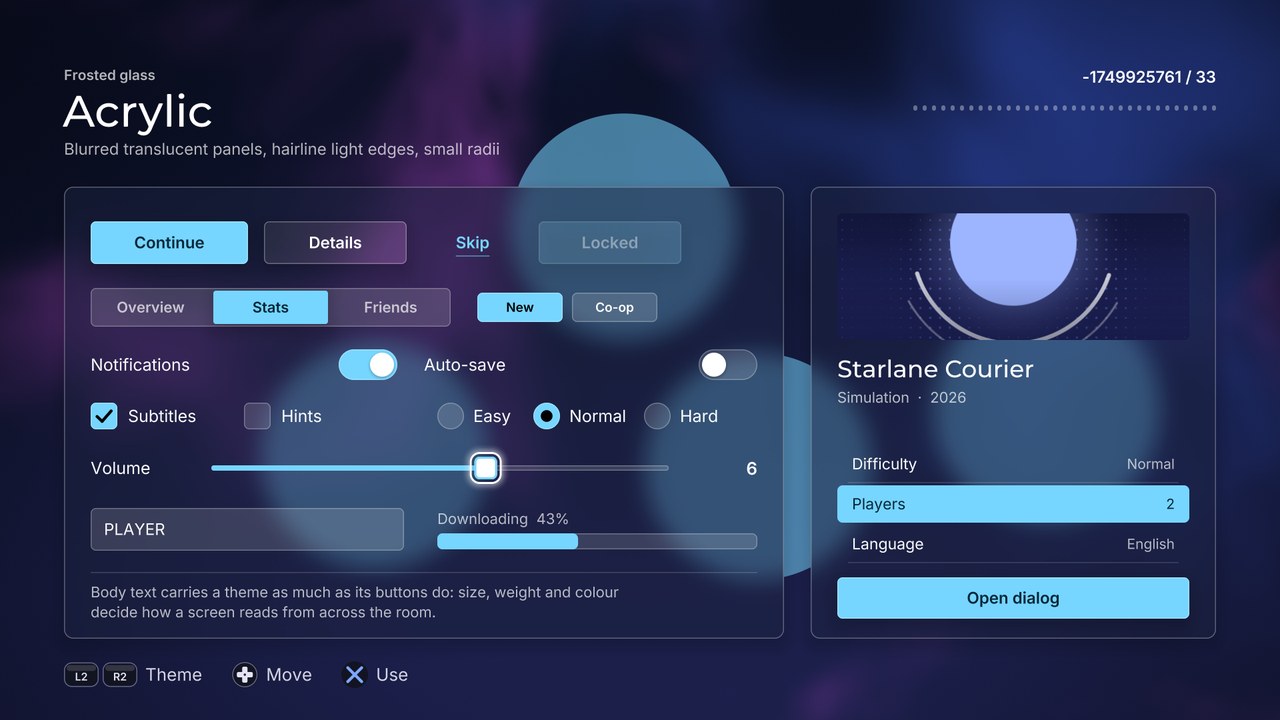 Frosted glass
Acrylic
Blurred translucent panels, hairline light edges, small radii
-1749925761 / 33
Continue
Details
Skip
Locked
Overview
Stats
Friends
New
Co-op
Notifications
Auto-save
Subtitles
Hints
Easy
Normal
Hard
Volume
6
PLAYER
Downloading 43%
Body text carries a theme as much as its buttons do: size, weight and colour
decide how a screen reads from across the room.
Starlane Courier
Simulation · 2026
Difficulty
Normal
Players
2
Language
English
Open dialog
L2
R2
Theme
Move
Use